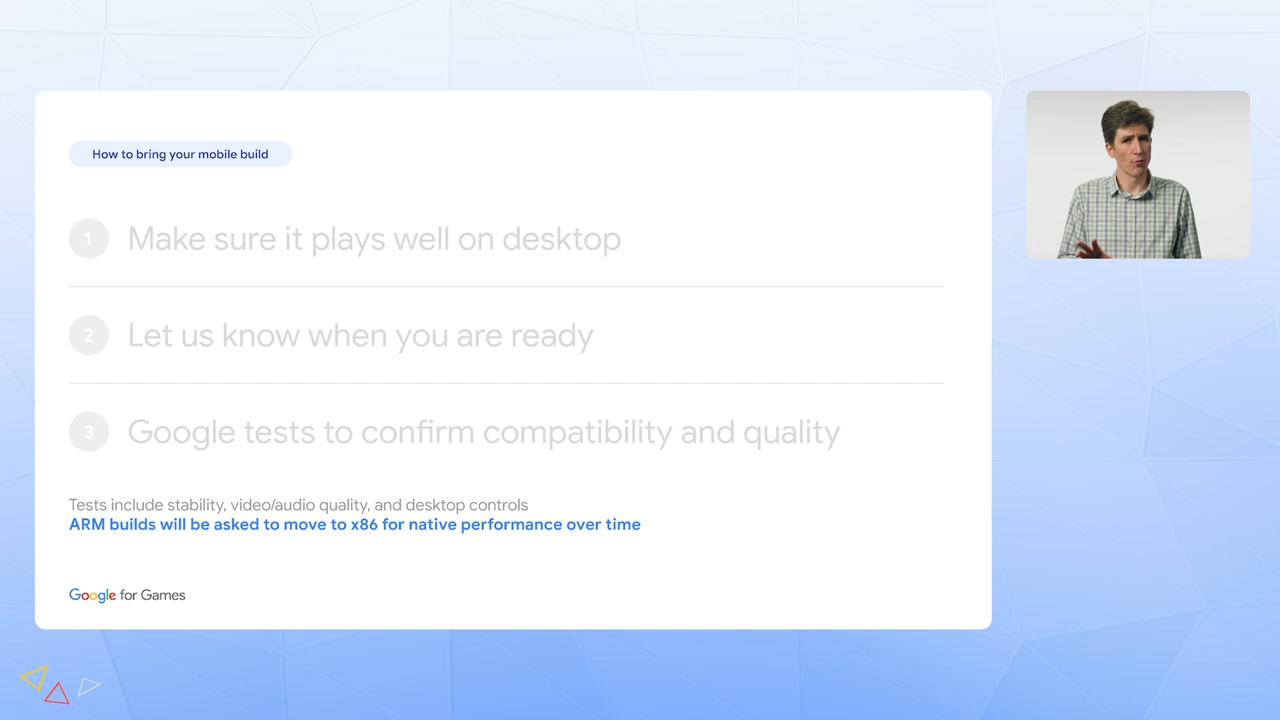 How to bring your mobile build
1 Make sure it plays well on desktop
2 Let us know when you are ready
3 Google tests to confirm compatibility and quality
Tests include stability, video/audio quality, and desktop controls
ARM builds will be asked to move to x86 for native performance over time
Google for Games